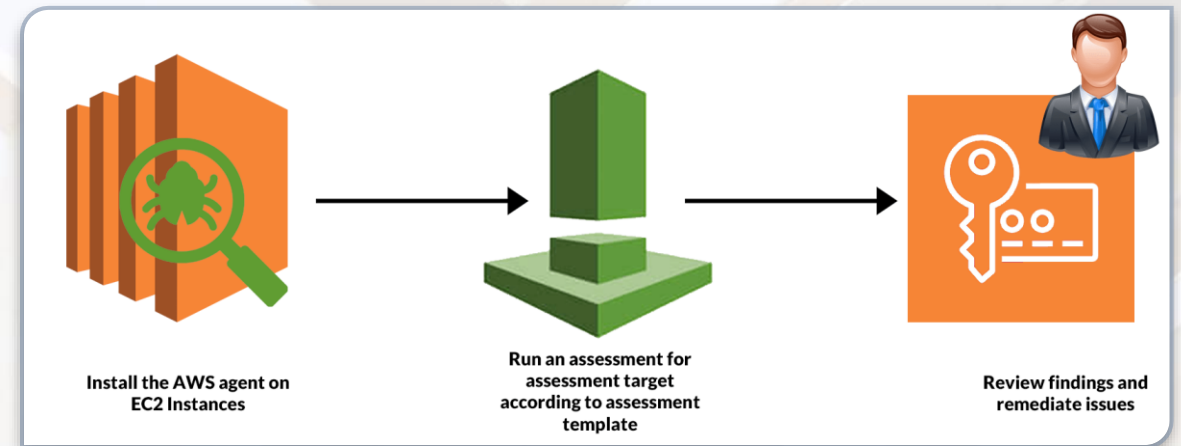 Install the AWS agent on
EC2 Instances
Run an assessment for
assessment target
according to assessment
template
Review findings and
remediate issues